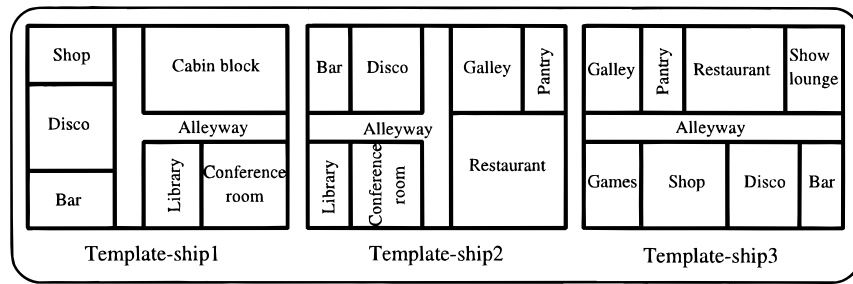 Shop
Disco
Bar
Cabin block
Alleyway
Library
Conference
room
Template-ship1
Bar
Disco
Galley
Pantry
Alleyway
Library
Conference
room
Restaurant
Template-ship2
Galley
Pantry
Restaurant
Show
lounge
Alleyway
Games
Shop
Disco
Bar
Template-ship3